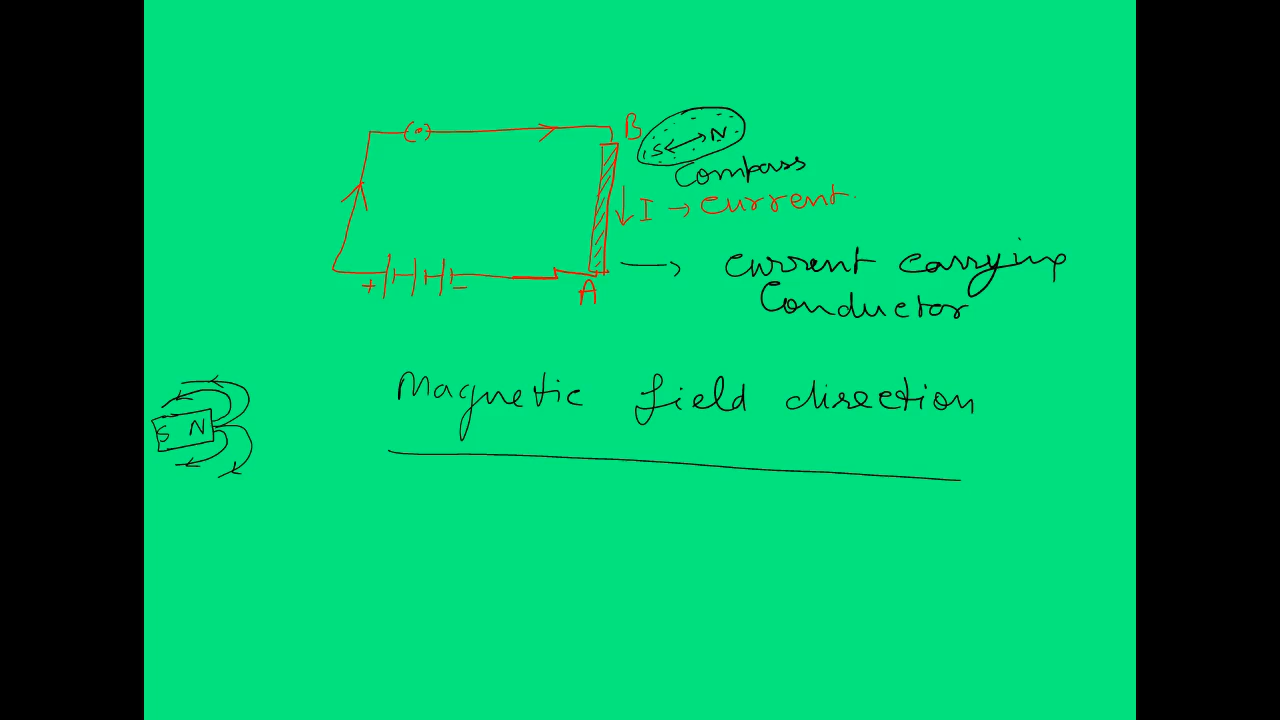 B
S N
Compass
I → Current
+ -
A
→ Current carrying
Conductor
Magnetic field direction
S N